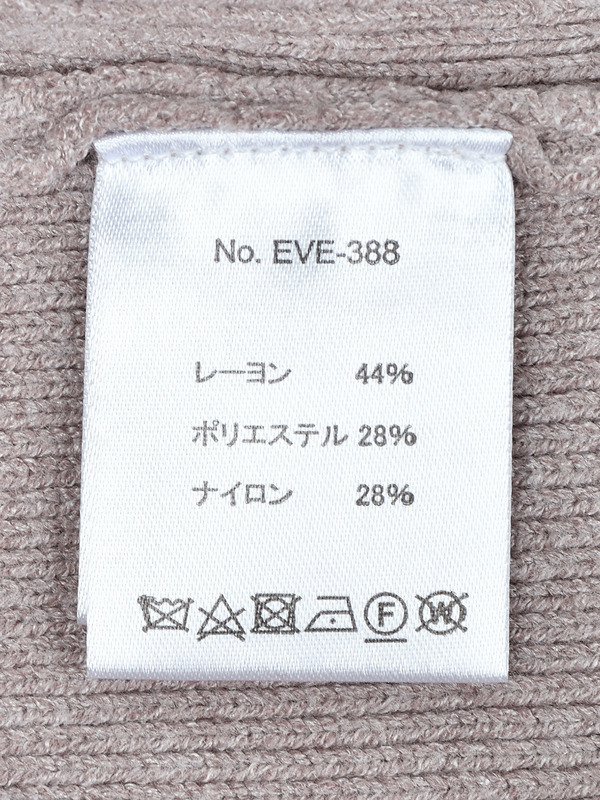 No. EVE-388
レーヨン 44%
ポリエステル 28%
ナイロン 28%
F W